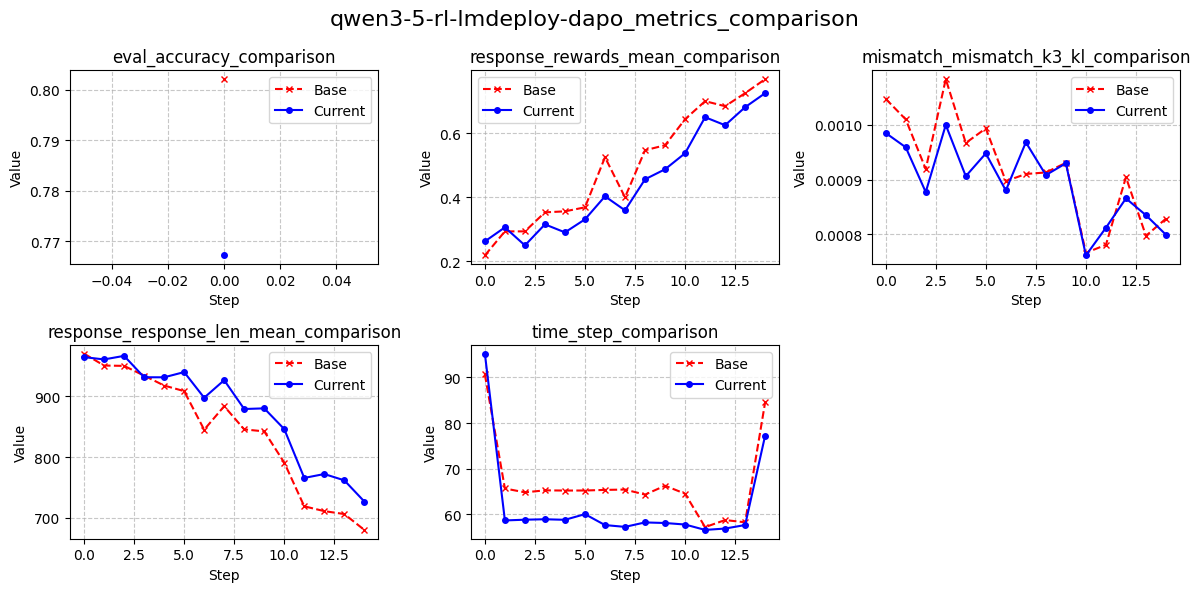 qwen3-5-rl-lmdeploy-dapo_metrics_comparison
eval_accuracy_comparison
Base
Current
0.80
0.79
0.78
0.77
Value
−0.04
−0.02
0.00
0.02
0.04
Step
response_rewards_mean_comparison
Base
Current
0.6
0.4
0.2
Value
0.0
2.5
5.0
7.5
10.0
12.5
Step
mismatch_mismatch_k3_kl_comparison
Base
Current
0.0010
0.0009
0.0008
Value
0.0
2.5
5.0
7.5
10.0
12.5
Step
response_response_len_mean_comparison
Base
Current
900
800
700
Value
0.0
2.5
5.0
7.5
10.0
12.5
Step
time_step_comparison
Base
Current
90
80
70
60
Value
0.0
2.5
5.0
7.5
10.0
12.5
Step